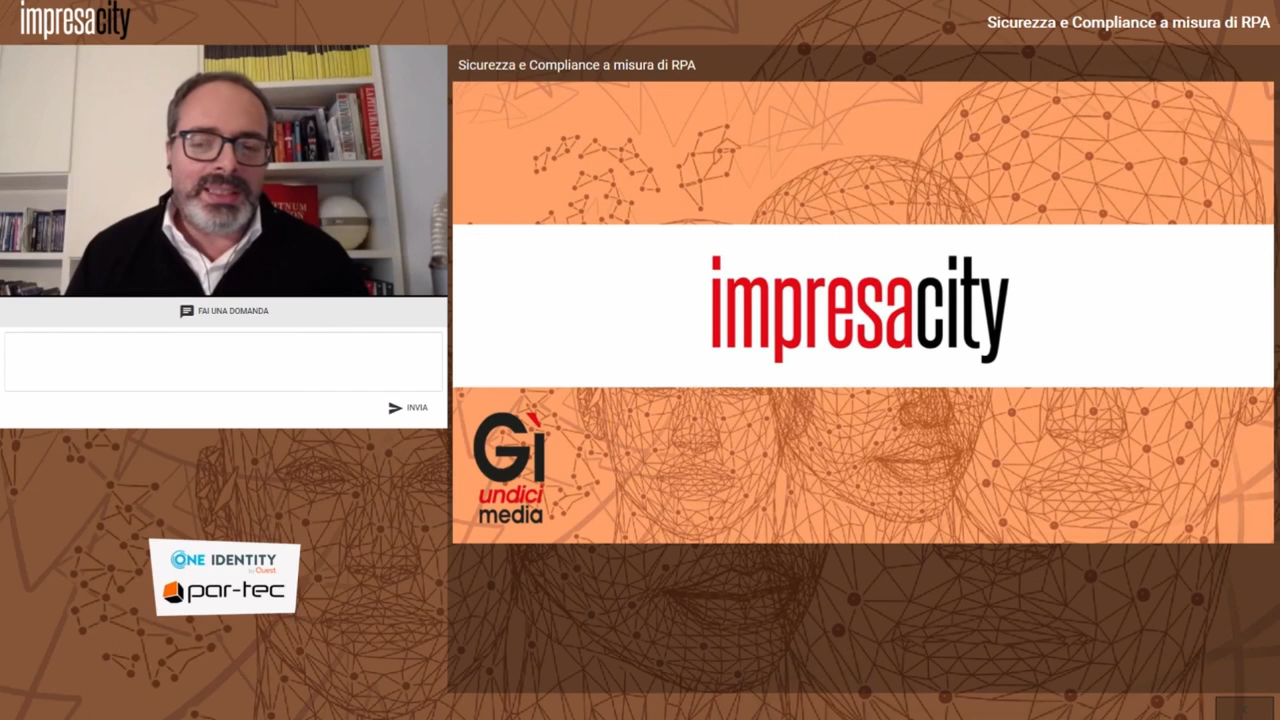 impresacity
Sicurezza e Compliance a misura di RPA
Sicurezza e Compliance a misura di RPA
impresacity
FAI UNA DOMANDA
INVIA
Gì
undici
media
ONE IDENTITY
by Quest
par-tec